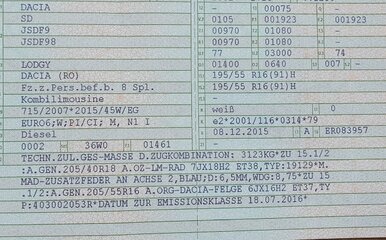 DACIA - 00075 -
SD 0105 001923 001923
JSDF9 00970 01080 -
JSDF98 00970 01080 -
- 77 03000 74
LODGY 01400 0640 007 -
DACIA (RO) 195/55 R16(91)H
Fz.z.Pers.bef.b. 8 Spl. 195/55 R16(91)H
Kombilimousine -
715/2007*2015/45W/EG weiß 0
EURO6;W;PI/CI; M, N1 I e2*2001/116*0314*79
Diesel 08.12.2015 A ER083957
0002 36W0 01461 -
TECHN.ZUL.GES-MASSE D.ZUGKOMBINATION: 3123KG*ZU 15.1/2
:A.GEN.205/40R18 A.OZ-LM-RAD 7JX18H2 ET38,TYP:19129*M.
MAD-ZUSATZFEDER AN ACHSE 2,BLAU;D:6,5MM,WDG:8,75*ZU 15
.1/2:A.GEN.205/55R16 A.ORG-DACIA-FELGE 6JX16H2 ET37,TY
P:403002053R*DATUM ZUR EMISSIONSKLASSE 18.07.2016*